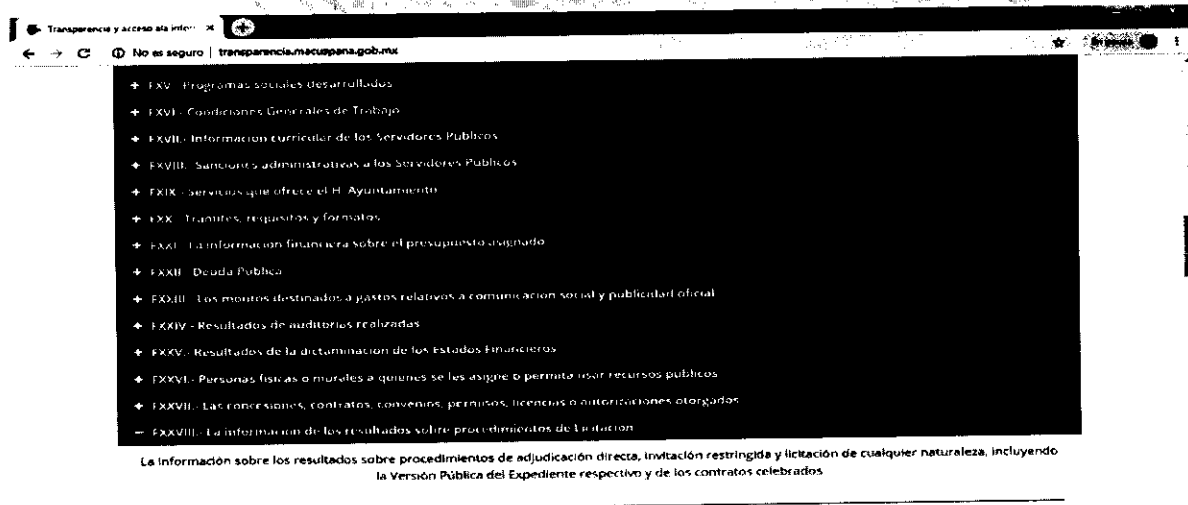 Transparencia y acceso ala infor
No es seguro | transparencia.macuspana.gob.mx
+ FXV.- Programas sociales desarrollados
+ FXVI.- Condiciones Generales de Trabajo
+ FXVII.- Información curricular de los Servidores Públicos
+ FXVIII.- Sanciones administrativas a los Servidores Públicos
+ FXIX.- Servicios que ofrece el H. Ayuntamiento
+ FXX.- Tramites, requisitos y formatos
+ FXXI.- La información financiera sobre el presupuesto asignado
+ FXXII.- Deuda Publica
+ FXXIII.- Los montos destinados a gastos relativos a comunicación social y publicidad oficial
+ FXXIV.- Resultados de auditorias realizadas
+ FXXV.- Resultados de la dictaminacion de los Estados Financieros
+ FXXVI.- Personas físicas o morales a quienes se les asigne o permita usar recursos públicos
+ FXXVII.- Las concesiones, contratos, convenios, permisos, licencias o autorizaciones otorgados
− FXXVIII.- La información de los resultados sobre procedimientos de Licitación
La información sobre los resultados sobre procedimientos de adjudicación directa, invitación restringida y licitación de cualquier naturaleza, incluyendo
la Versión Pública del Expediente respectivo y de los contratos celebrados